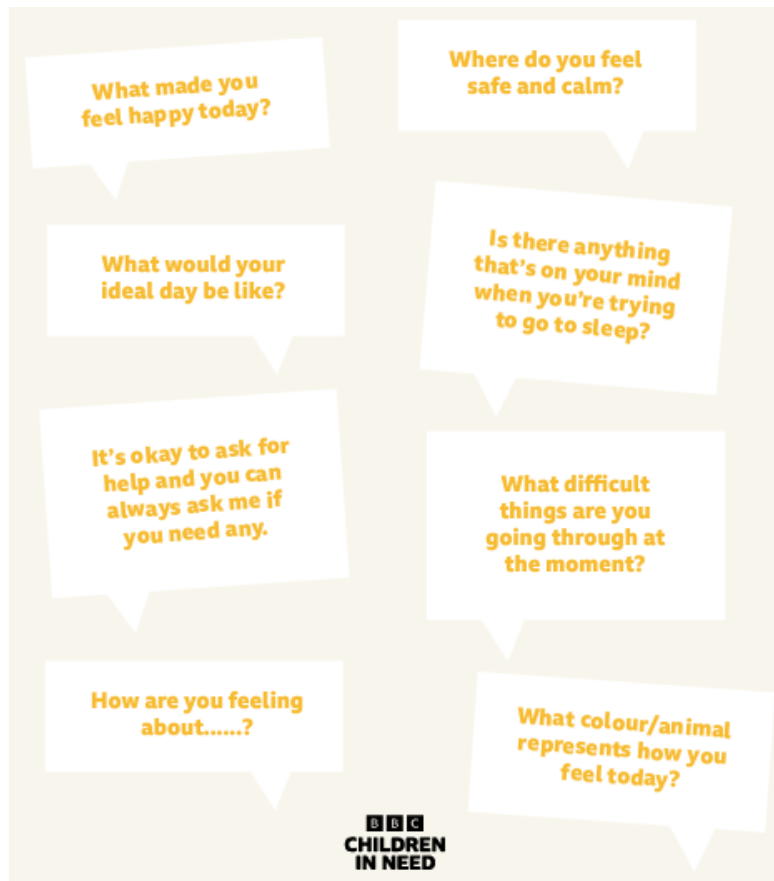 What made you
feel happy today?
Where do you feel
safe and calm?
What would your
ideal day be like?
Is there anything
that's on your mind
when you're trying
to go to sleep?
It's okay to ask for
help and you can
always ask me if
you need any.
What difficult
things are you
going through at
the moment?
How are you feeling
about......?
What colour/animal
represents how you
feel today?
BBC
CHILDREN
IN NEED